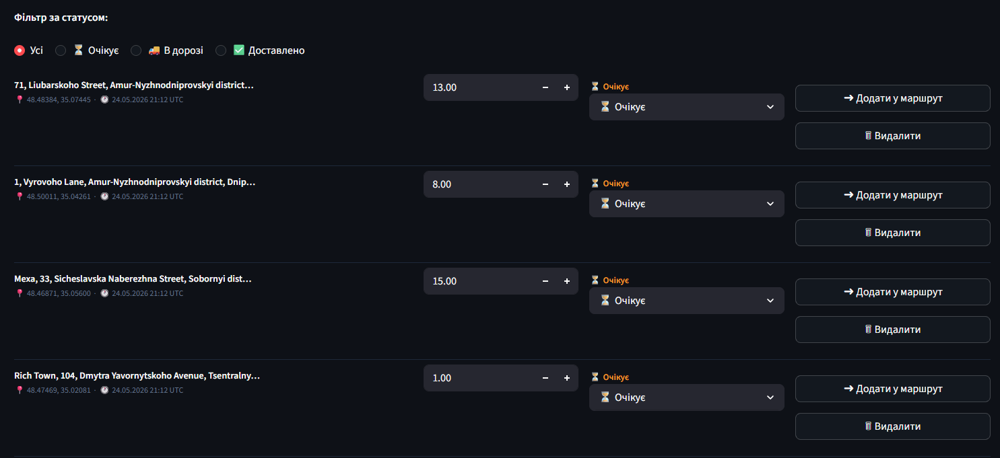 Фільтр за статусом:
Усі ⏳ Очікує 🚚 В дорозі ✅ Доставлено
71, Liubarskoho Street, Amur-Nyzhnodniprovskyi district…
📍 48.48384, 35.07445 · 🕐 24.05.2026 21:12 UTC
13.00 − +
⏳ Очікує
⏳ Очікує
➜ Додати у маршрут
🗑 Видалити
1, Vyrovoho Lane, Amur-Nyzhnodniprovskyi district, Dnip…
📍 48.50011, 35.04261 · 🕐 24.05.2026 21:12 UTC
8.00 − +
⏳ Очікує
⏳ Очікує
➜ Додати у маршрут
🗑 Видалити
Mexa, 33, Sicheslavska Naberezhna Street, Sobornyi dist…
📍 48.46871, 35.05600 · 🕐 24.05.2026 21:12 UTC
15.00 − +
⏳ Очікує
⏳ Очікує
➜ Додати у маршрут
🗑 Видалити
Rich Town, 104, Dmytra Yavornytskoho Avenue, Tsentralny…
📍 48.47469, 35.02081 · 🕐 24.05.2026 21:12 UTC
1.00 − +
⏳ Очікує
⏳ Очікує
➜ Додати у маршрут
🗑 Видалити